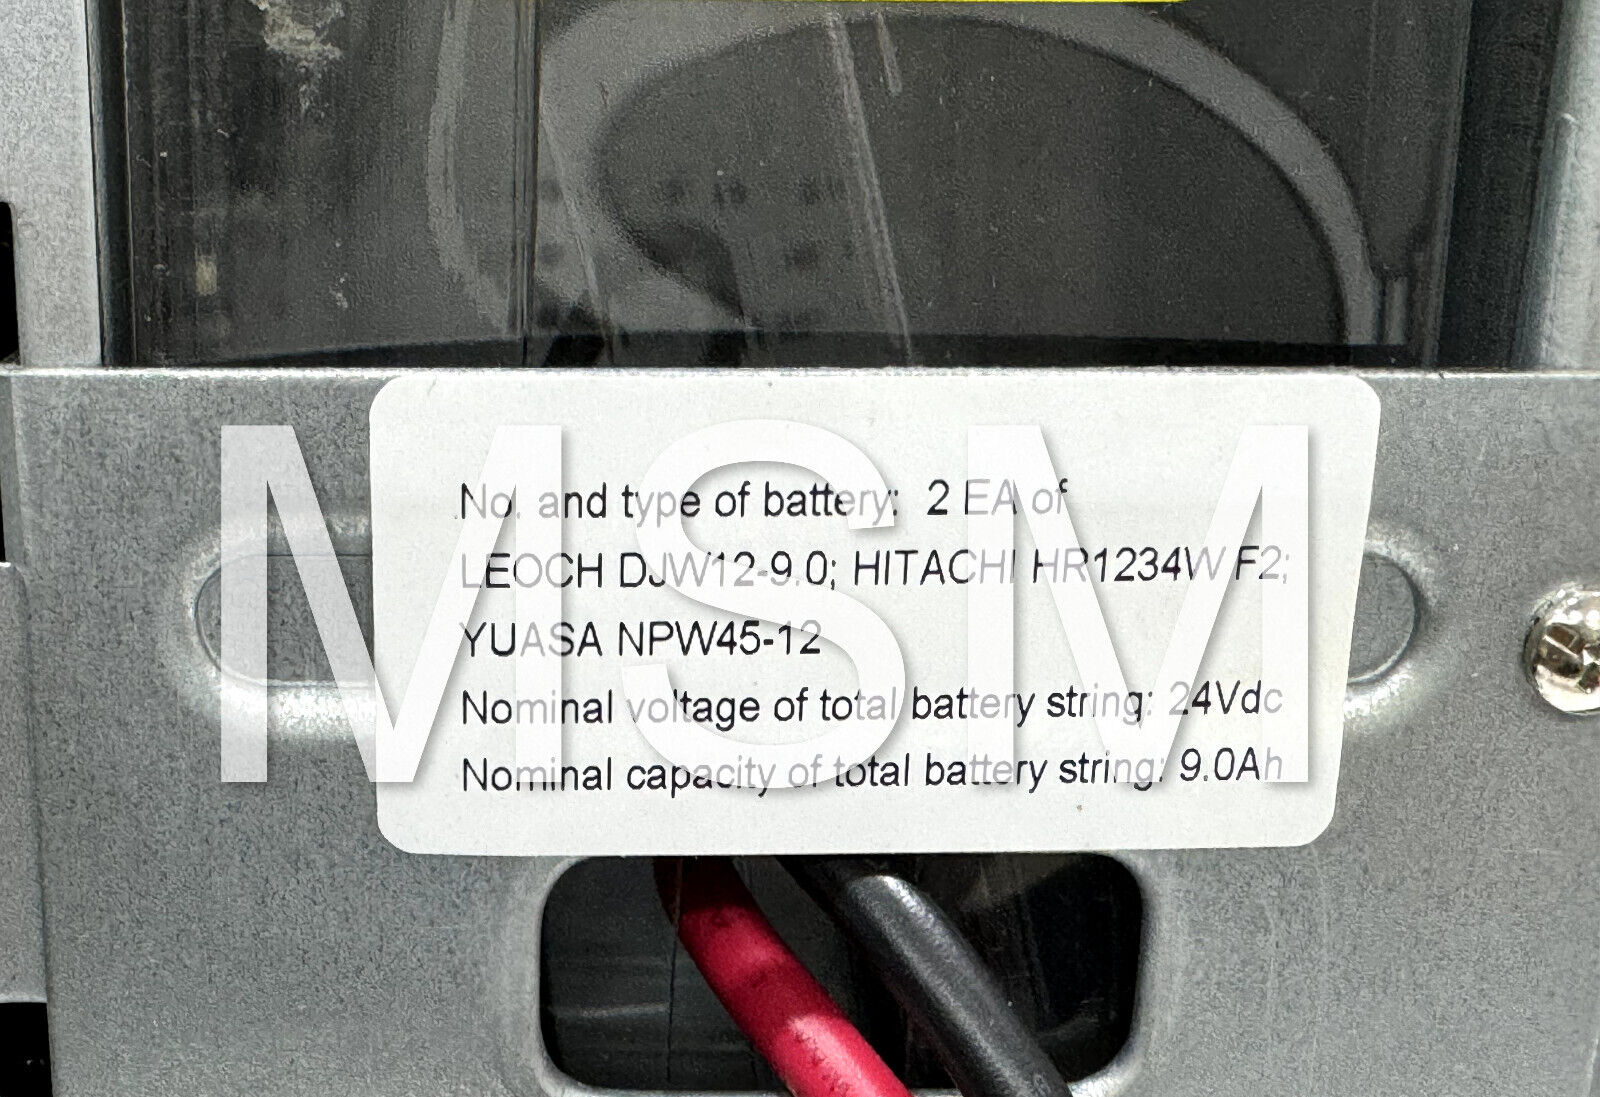 No. and type of battery: 2 EA of
LEOCH DJW12-9.0; HITACHI HR1234W F2;
YUASA NPW45-12
Nominal voltage of total battery string: 24Vdc
Nominal capacity of total battery string: 9.0Ah
MSM